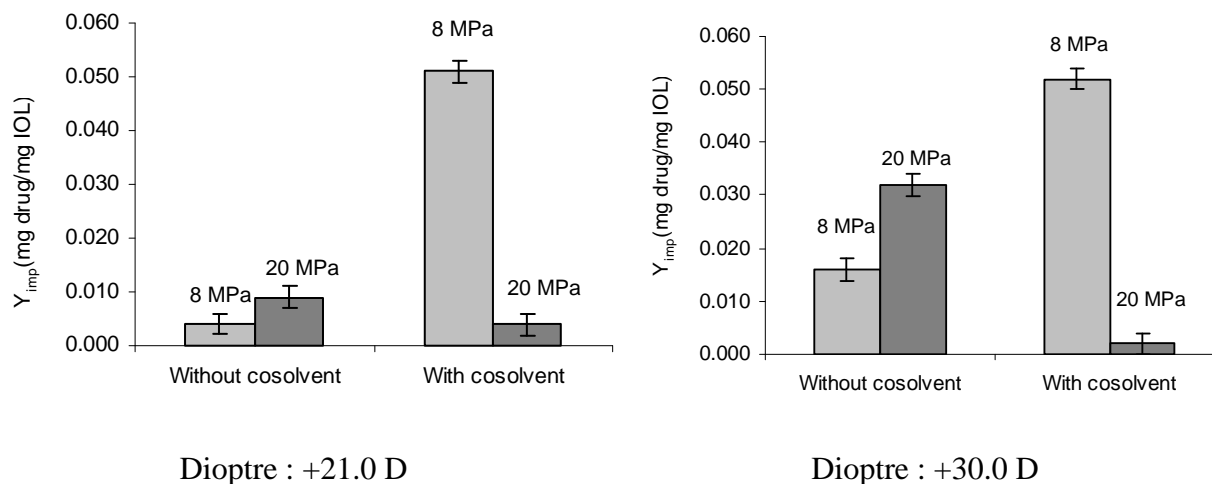 0.060
0.050
0.040
0.030
0.020
0.010
0.000
Yimp(mg drug/mg IOL)
8 MPa
20 MPa
8 MPa
20 MPa
Without cosolvent
With cosolvent
Dioptre : +21.0 D
0.060
0.050
0.040
0.030
0.020
0.010
0.000
Yimp(mg drug/mg IOL)
8 MPa
20 MPa
8 MPa
20 MPa
Without cosolvent
With cosolvent
Dioptre : +30.0 D